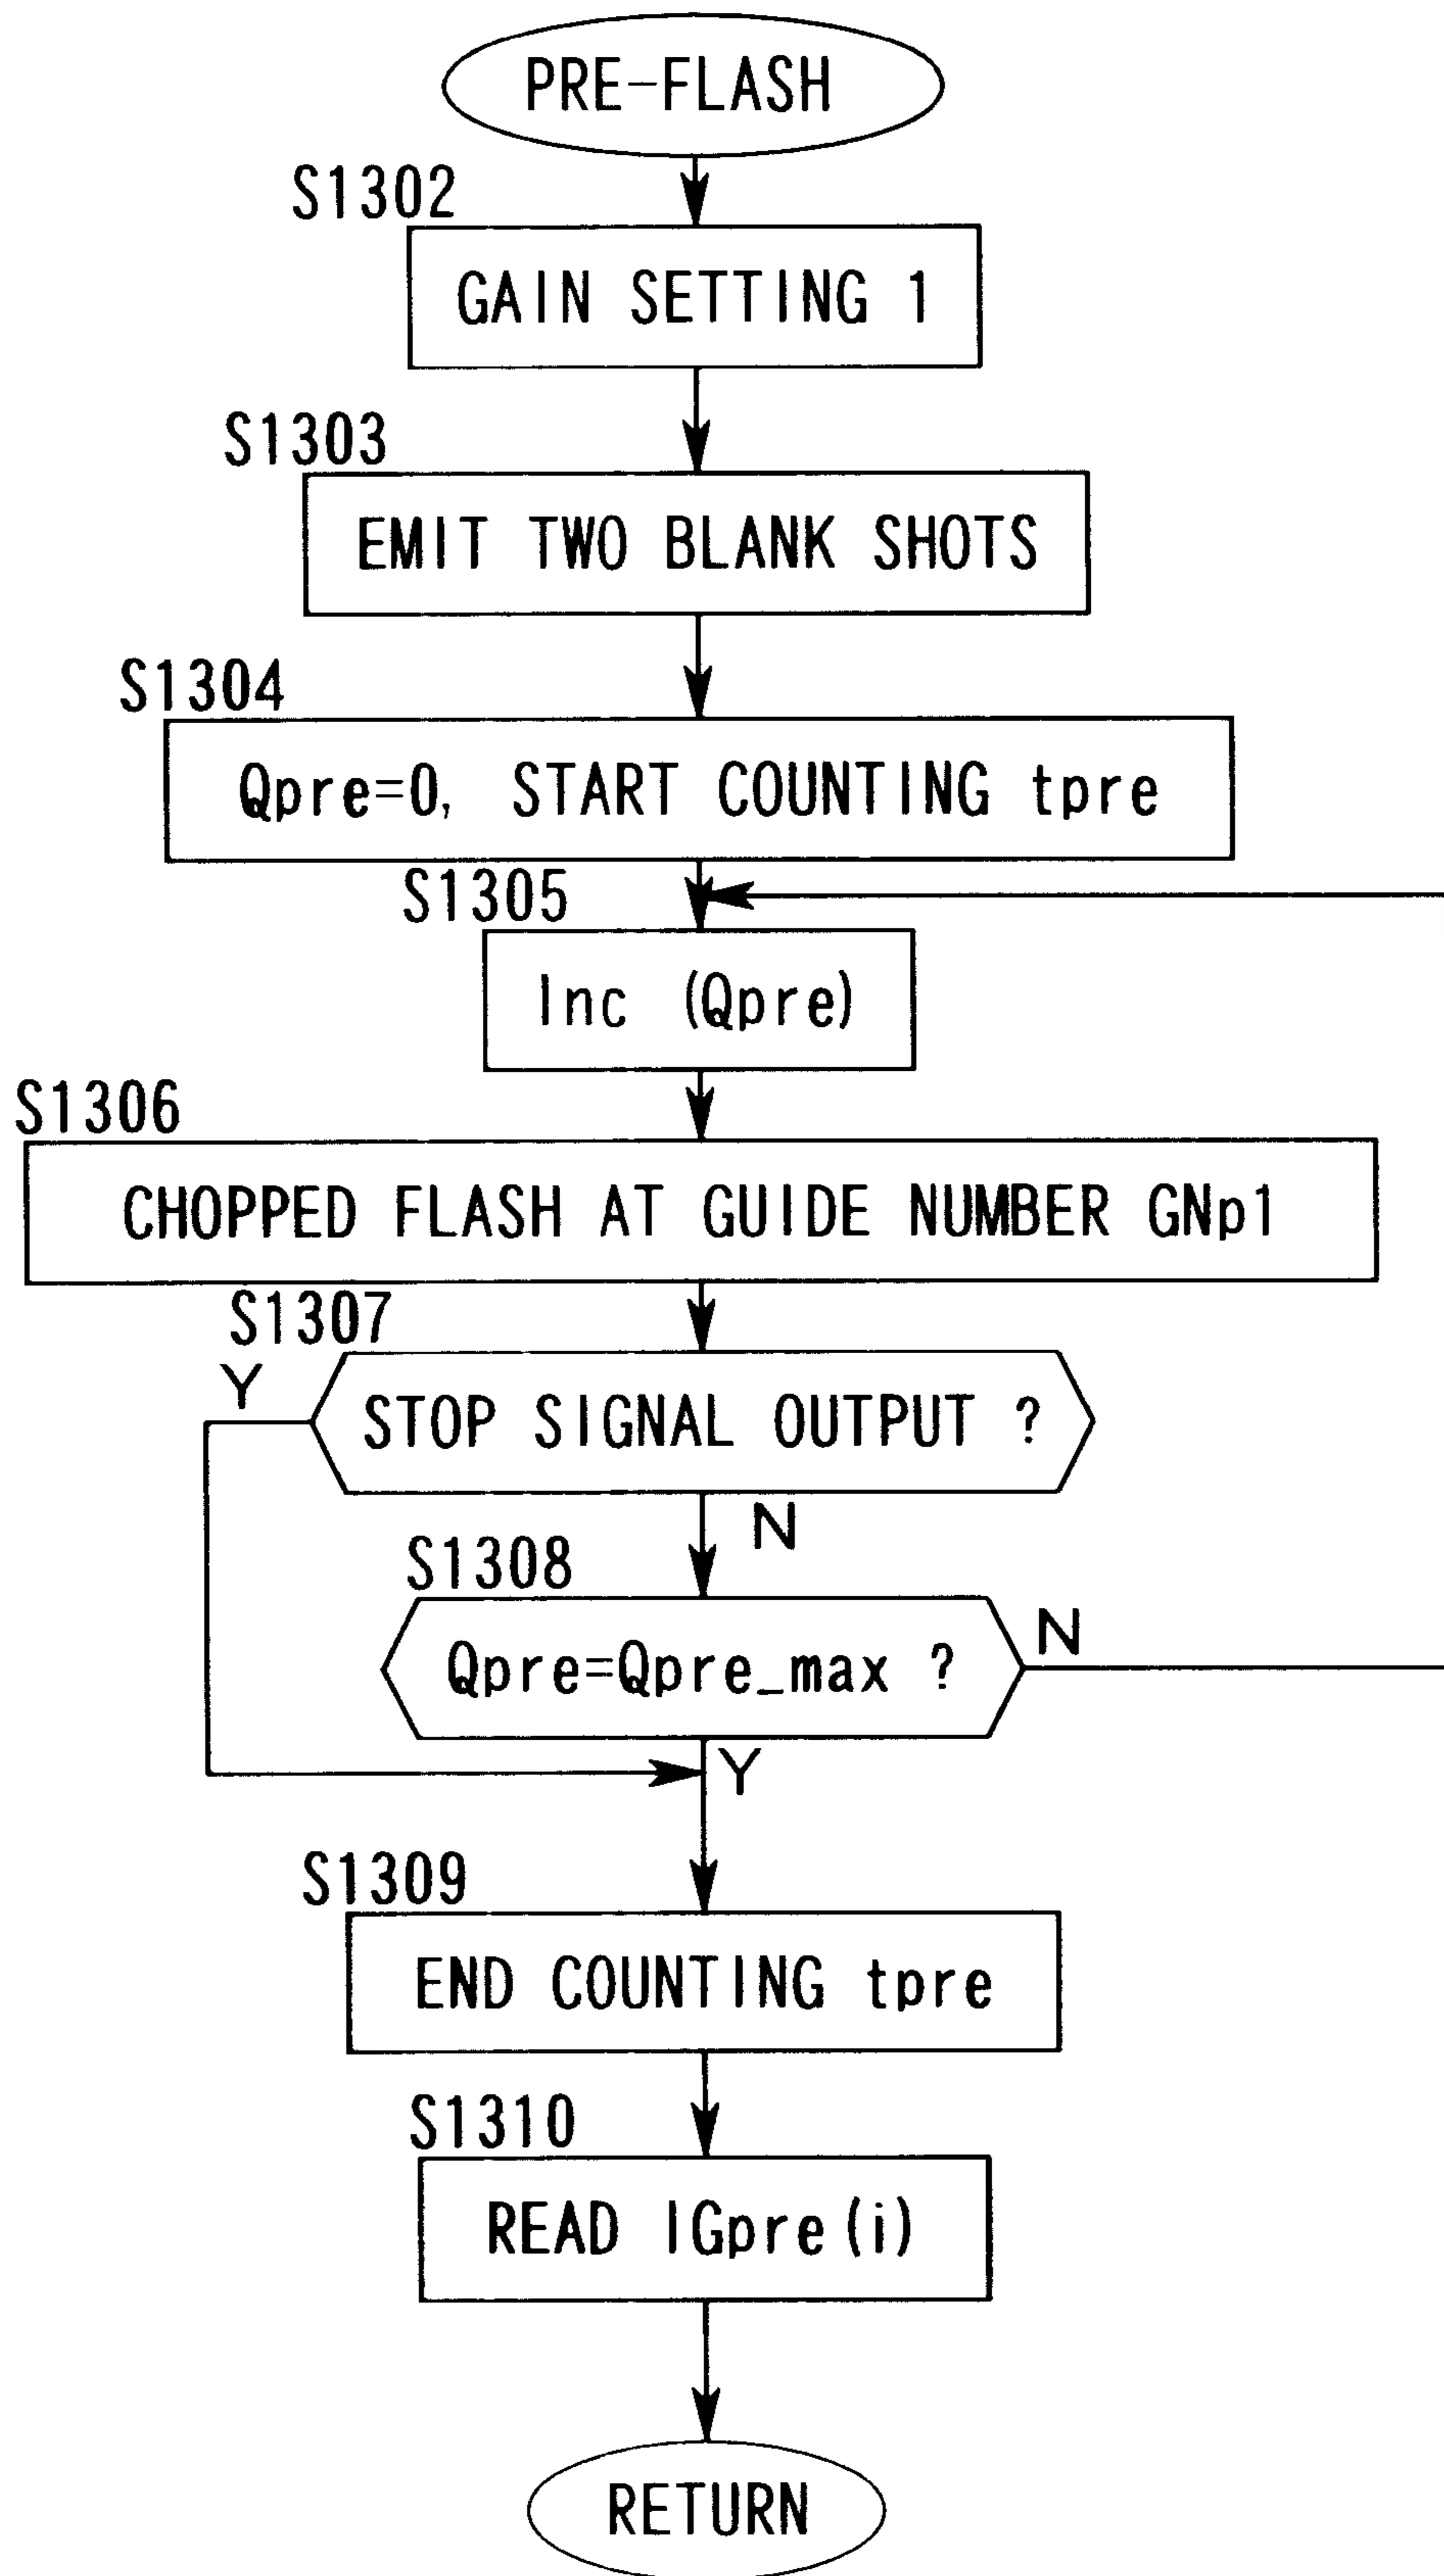 PRE-FLASH
S1302
GAIN SETTING 1
S1303
EMIT TWO BLANK SHOTS
S1304
Qpre=0, START COUNTING tpre
S1305
Inc (Qpre)
S1306
CHOPPED FLASH AT GUIDE NUMBER GNp1
S1307
Y
STOP SIGNAL OUTPUT ?
N
S1308
N
Qpre=Qpre_max ?
Y
S1309
END COUNTING tpre
S1310
READ IGpre(i)
RETURN